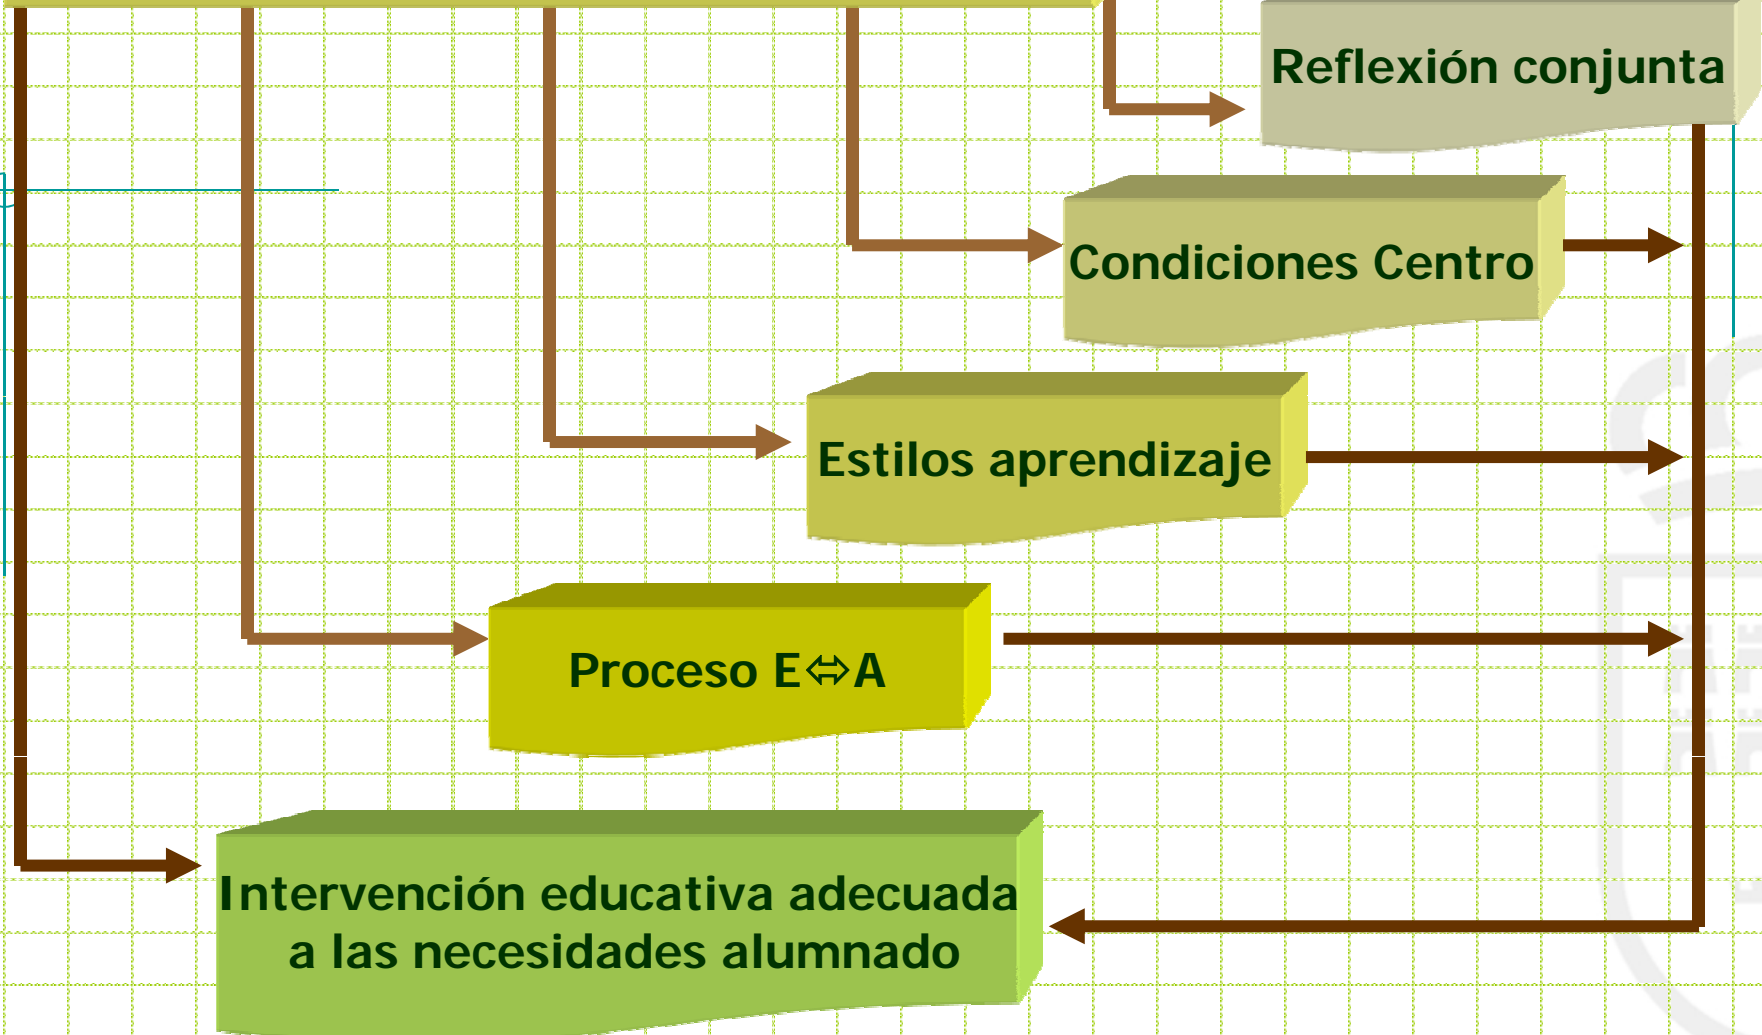 Reflexión conjunta
Condiciones Centro
Estilos aprendizaje
Proceso E⬄A
Intervención educativa adecuada
a las necesidades alumnado